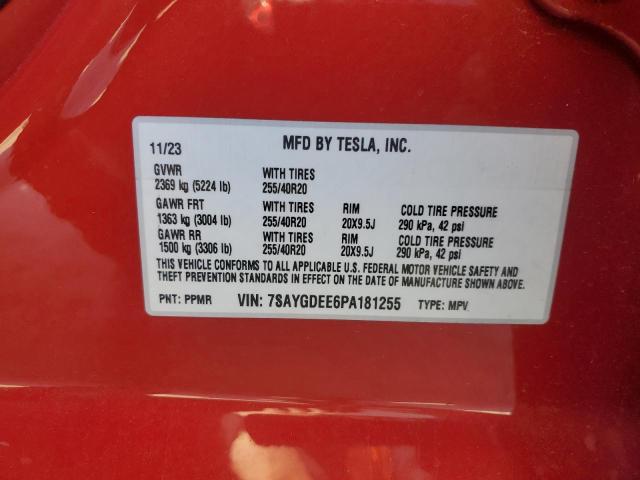 11/23 MFD BY TESLA, INC.
GVWR WITH TIRES
2369 kg (5224 lb) 255/40R20
GAWR FRT WITH TIRES RIM COLD TIRE PRESSURE
1363 kg (3004 lb) 255/40R20 20X9.5J 290 kPa, 42 psi
GAWR RR WITH TIRES RIM COLD TIRE PRESSURE
1500 kg (3306 lb) 255/40R20 20X9.5J 290 kPa, 42 psi
THIS VEHICLE CONFORMS TO ALL APPLICABLE U.S. FEDERAL MOTOR VEHICLE SAFETY AND
THEFT PREVENTION STANDARDS IN EFFECT ON THE DATE OF MANUFACTURE SHOWN ABOVE.
PNT: PPMR VIN: 7SAYGDEE6PA181255 TYPE: MPV